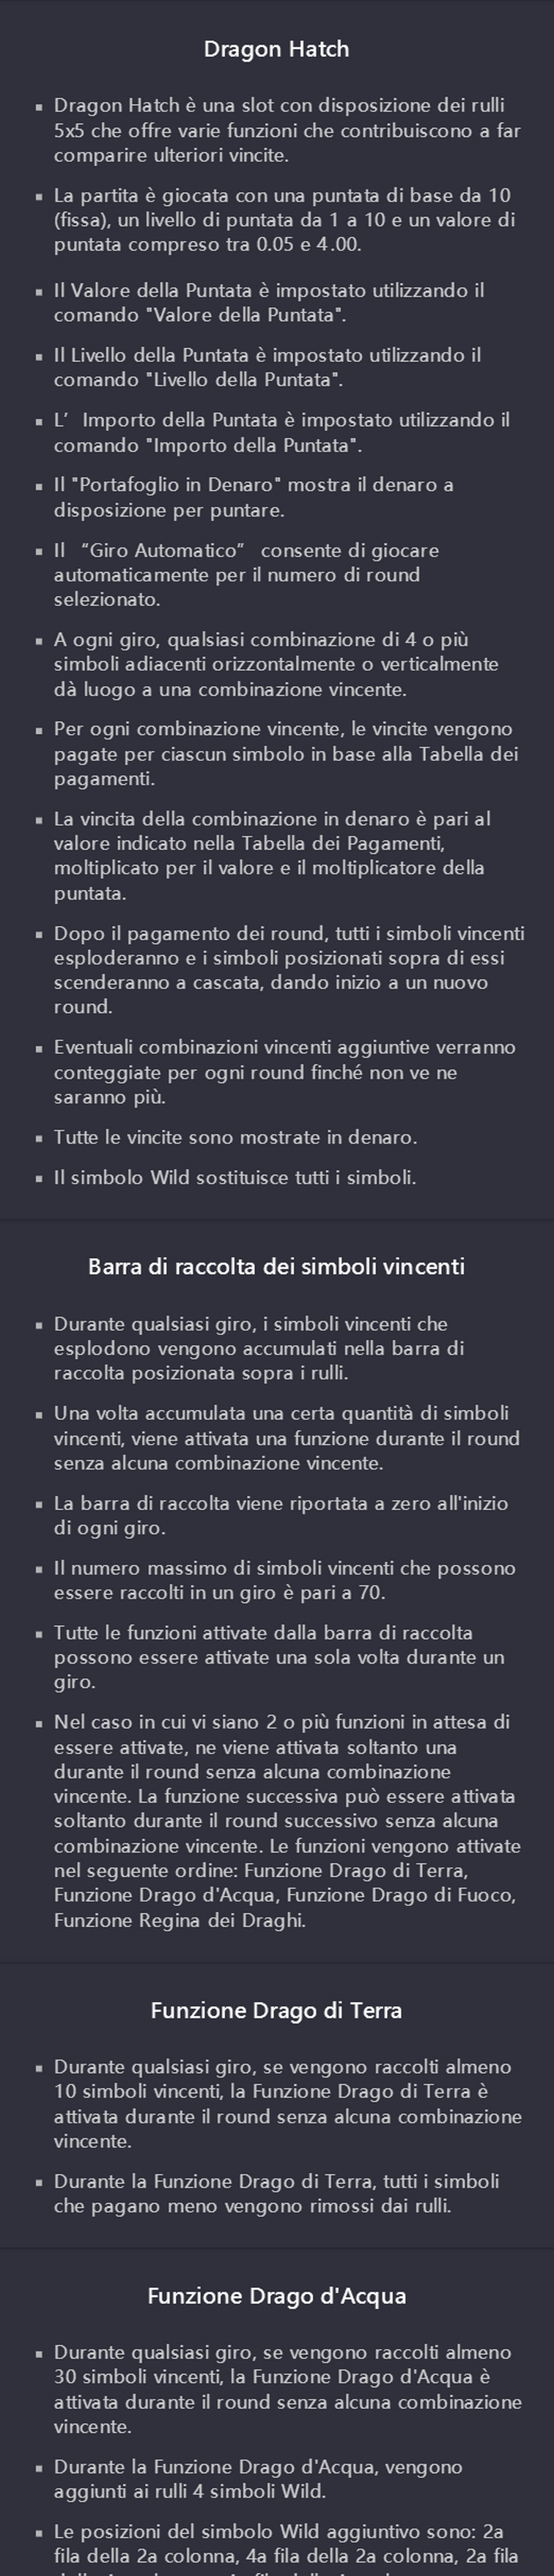 Dragon Hatch
▪ Dragon Hatch è una slot con disposizione dei rulli
5x5 che offre varie funzioni che contribuiscono a far
comparire ulteriori vincite.
▪ La partita è giocata con una puntata di base da 10
(fissa), un livello di puntata da 1 a 10 e un valore di
puntata compreso tra 0.05 e 4.00.
▪ Il Valore della Puntata è impostato utilizzando il
comando "Valore della Puntata".
▪ Il Livello della Puntata è impostato utilizzando il
comando "Livello della Puntata".
▪ L’ Importo della Puntata è impostato utilizzando il
comando "Importo della Puntata".
▪ Il "Portafoglio in Denaro" mostra il denaro a
disposizione per puntare.
▪ Il “Giro Automatico” consente di giocare
automaticamente per il numero di round
selezionato.
▪ A ogni giro, qualsiasi combinazione di 4 o più
simboli adiacenti orizzontalmente o verticalmente
dà luogo a una combinazione vincente.
▪ Per ogni combinazione vincente, le vincite vengono
pagate per ciascun simbolo in base alla Tabella dei
pagamenti.
▪ La vincita della combinazione in denaro è pari al
valore indicato nella Tabella dei Pagamenti,
moltiplicato per il valore e il moltiplicatore della
puntata.
▪ Dopo il pagamento dei round, tutti i simboli vincenti
esploderanno e i simboli posizionati sopra di essi
scenderanno a cascata, dando inizio a un nuovo
round.
▪ Eventuali combinazioni vincenti aggiuntive verranno
conteggiate per ogni round finché non ve ne
saranno più.
▪ Tutte le vincite sono mostrate in denaro.
▪ Il simbolo Wild sostituisce tutti i simboli.
Barra di raccolta dei simboli vincenti
▪ Durante qualsiasi giro, i simboli vincenti che
esplodono vengono accumulati nella barra di
raccolta posizionata sopra i rulli.
▪ Una volta accumulata una certa quantità di simboli
vincenti, viene attivata una funzione durante il round
senza alcuna combinazione vincente.
▪ La barra di raccolta viene riportata a zero all'inizio
di ogni giro.
▪ Il numero massimo di simboli vincenti che possono
essere raccolti in un giro è pari a 70.
▪ Tutte le funzioni attivate dalla barra di raccolta
possono essere attivate una sola volta durante un
giro.
▪ Nel caso in cui vi siano 2 o più funzioni in attesa di
essere attivate, ne viene attivata soltanto una
durante il round senza alcuna combinazione
vincente. La funzione successiva può essere attivata
soltanto durante il round successivo senza alcuna
combinazione vincente. Le funzioni vengono attivate
nel seguente ordine: Funzione Drago di Terra,
Funzione Drago d'Acqua, Funzione Drago di Fuoco,
Funzione Regina dei Draghi.
Funzione Drago di Terra
▪ Durante qualsiasi giro, se vengono raccolti almeno
10 simboli vincenti, la Funzione Drago di Terra è
attivata durante il round senza alcuna combinazione
vincente.
▪ Durante la Funzione Drago di Terra, tutti i simboli
che pagano meno vengono rimossi dai rulli.
Funzione Drago d'Acqua
▪ Durante qualsiasi giro, se vengono raccolti almeno
30 simboli vincenti, la Funzione Drago d'Acqua è
attivata durante il round senza alcuna combinazione
vincente.
▪ Durante la Funzione Drago d'Acqua, vengono
aggiunti ai rulli 4 simboli Wild.
▪ Le posizioni del simbolo Wild aggiuntivo sono: 2a
fila della 2a colonna, 4a fila della 2a colonna, 2a fila